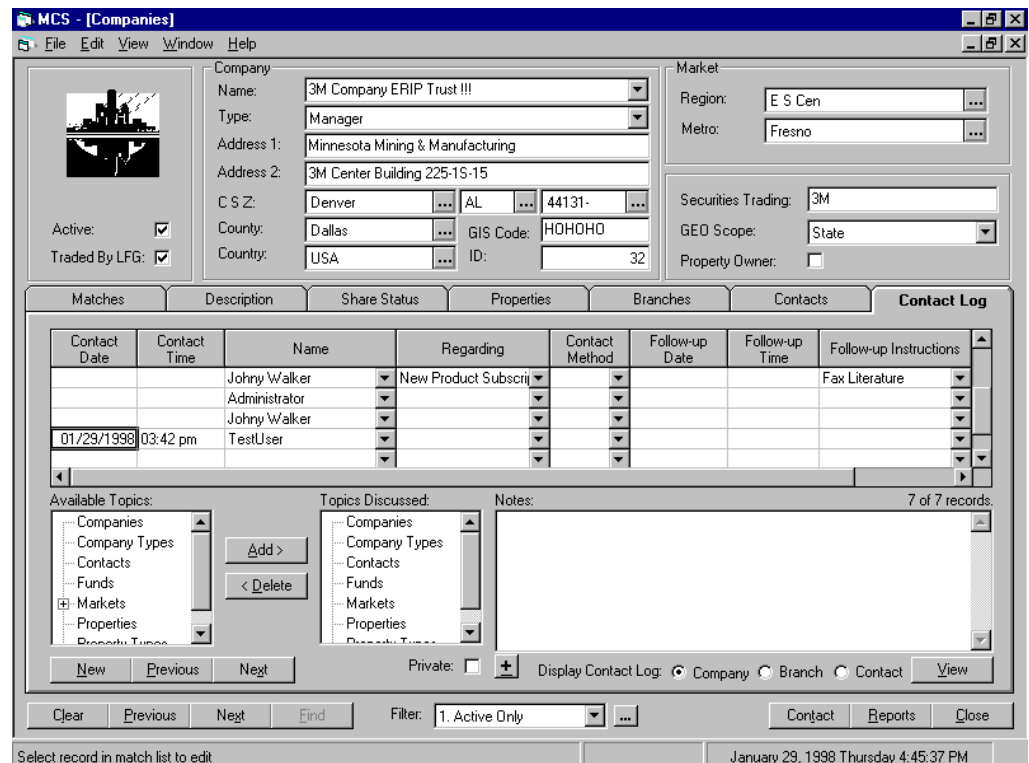 MCS - [Companies]
File Edit View Window Help
Company
Name: 3M Company ERIP Trust !!!
Type: Manager
Address 1: Minnesota Mining & Manufacturing
Address 2: 3M Center Building 225-1S-15
C S Z: Denver ... AL ... 44131- ...
County: Dallas ... GIS Code: HOHOHO
Country: USA ... ID: 32
Active:
Traded By LFG:
Market
Region: E S Cen ...
Metro: Fresno ...
Securities Trading: 3M
GEO Scope: State
Property Owner:
Matches Description Share Status Properties Branches Contacts Contact Log
Contact Date Contact Time Name Regarding Contact Method Follow-up Date Follow-up Time Follow-up Instructions
Johny Walker New Product Subscrip Fax Literature
Administrator
Johny Walker
01/29/1998 03:42 pm TestUser
Available Topics: Topics Discussed: Notes: 7 of 7 records.
Companies
Company Types
Contacts
Funds
Markets
Properties
Property Types
Add >
< Delete
Companies
Company Types
Contacts
Funds
Markets
Properties
Property Types
New Previous Next Private: ± Display Contact Log: Company Branch Contact View
Clear Previous Next Find Filter: 1. Active Only ... Contact Reports Close
Select record in match list to edit January 29, 1998 Thursday 4:45:37 PM